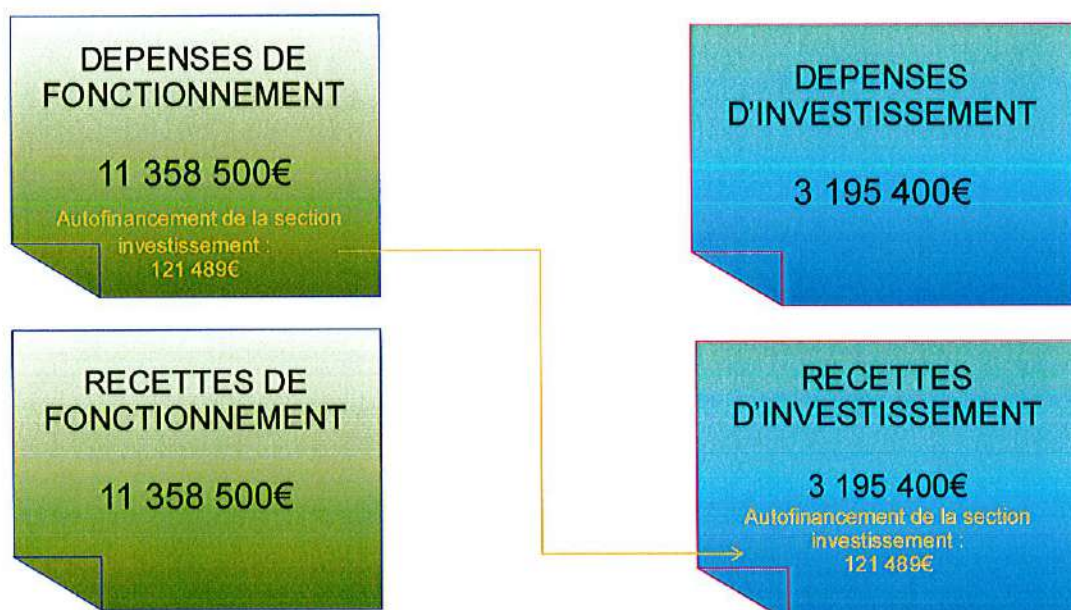 DEPENSES DE
FONCTIONNEMENT
11 358 500€
Autofinancement de la section
investissement :
121 489€
DEPENSES
D'INVESTISSEMENT
3 195 400€
RECETTES DE
FONCTIONNEMENT
11 358 500€
RECETTES
D'INVESTISSEMENT
3 195 400€
Autofinancement de la section
investissement :
121 489€